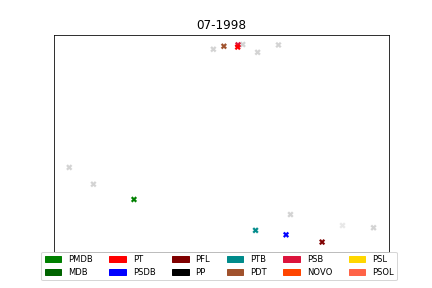 07-1998
PMDB PT PFL PTB PSB PSL
MDB PSDB PP PDT NOVO PSOL